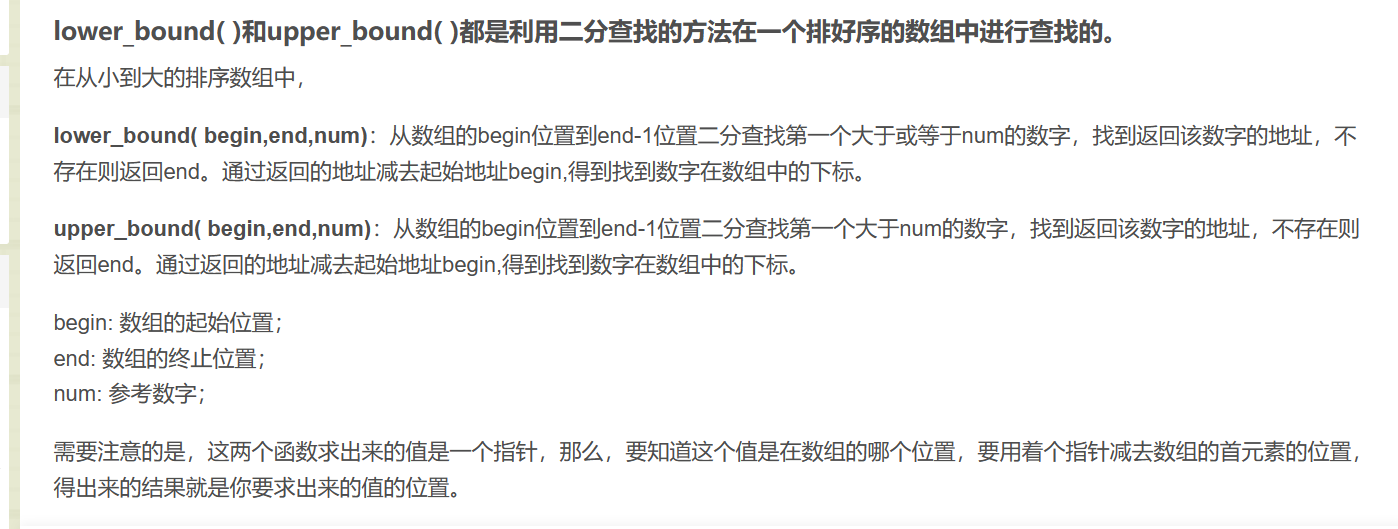 lower_bound( )和upper_bound( )都是利用二分查找的方法在一个排好序的数组中进行查找的。
在从小到大的排序数组中，
lower_bound( begin,end,num)：从数组的begin位置到end-1位置二分查找第一个大于或等于num的数字，找到返回该数字的地址，不
存在则返回end。通过返回的地址减去起始地址begin,得到找到数字在数组中的下标。
upper_bound( begin,end,num)：从数组的begin位置到end-1位置二分查找第一个大于num的数字，找到返回该数字的地址，不存在则
返回end。通过返回的地址减去起始地址begin,得到找到数字在数组中的下标。
begin: 数组的起始位置；
end: 数组的终止位置；
num: 参考数字；
需要注意的是，这两个函数求出来的值是一个指针，那么，要知道这个值是在数组的哪个位置，要用着个指针减去数组的首元素的位置，
得出来的结果就是你要求出来的值的位置。